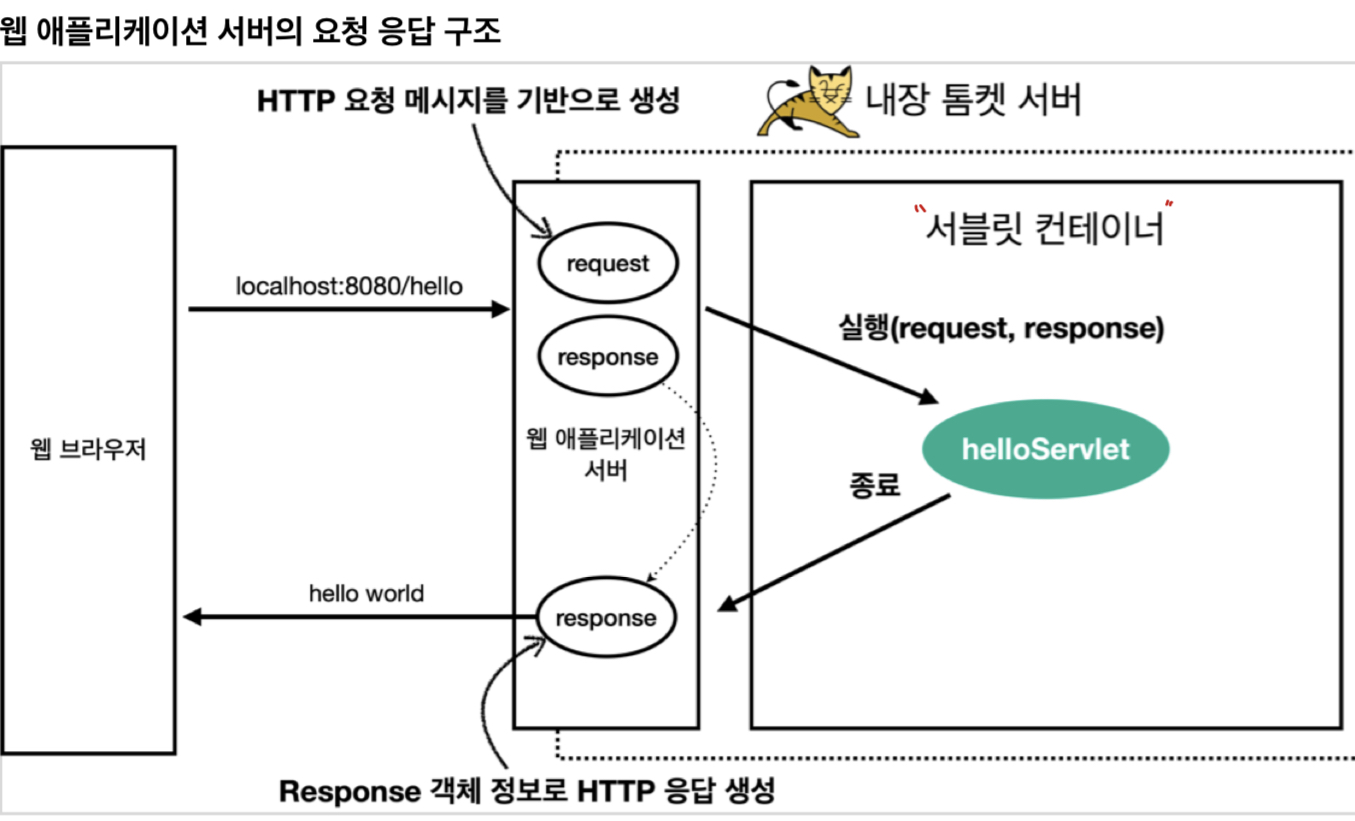 웹 애플리케이션 서버의 요청 응답 구조
HTTP 요청 메시지를 기반으로 생성
내장 톰켓 서버
"서블릿 컨테이너"
request
localhost:8080/hello
실행(request, response)
response
웹 브라우저
웹 애플리케이션
서버
helloServlet
종료
hello world
response
Response 객체 정보로 HTTP 응답 생성